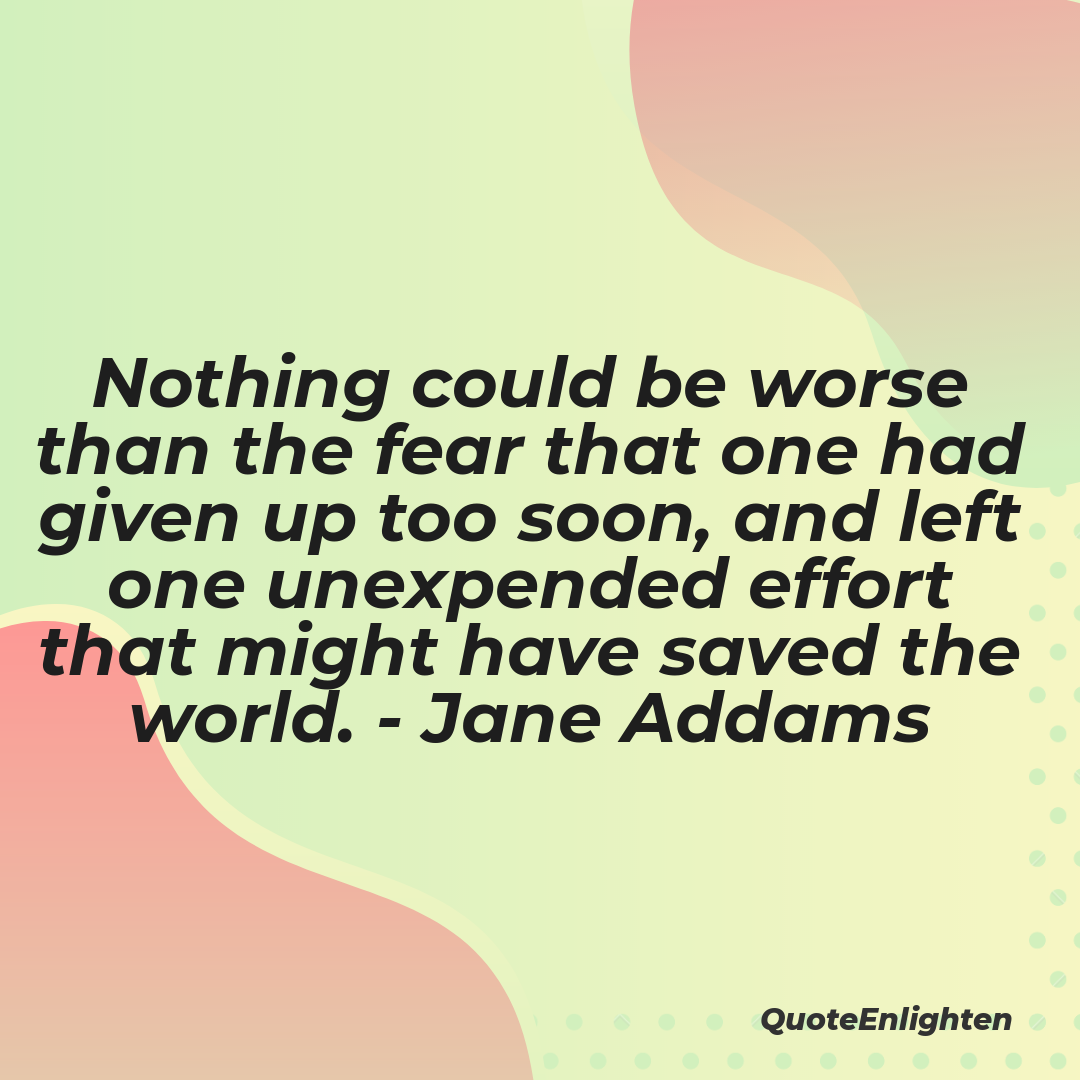 Nothing could be worse
than the fear that one had
given up too soon, and left
one unexpended effort
that might have saved the
world. - Jane Addams
QuoteEnlighten